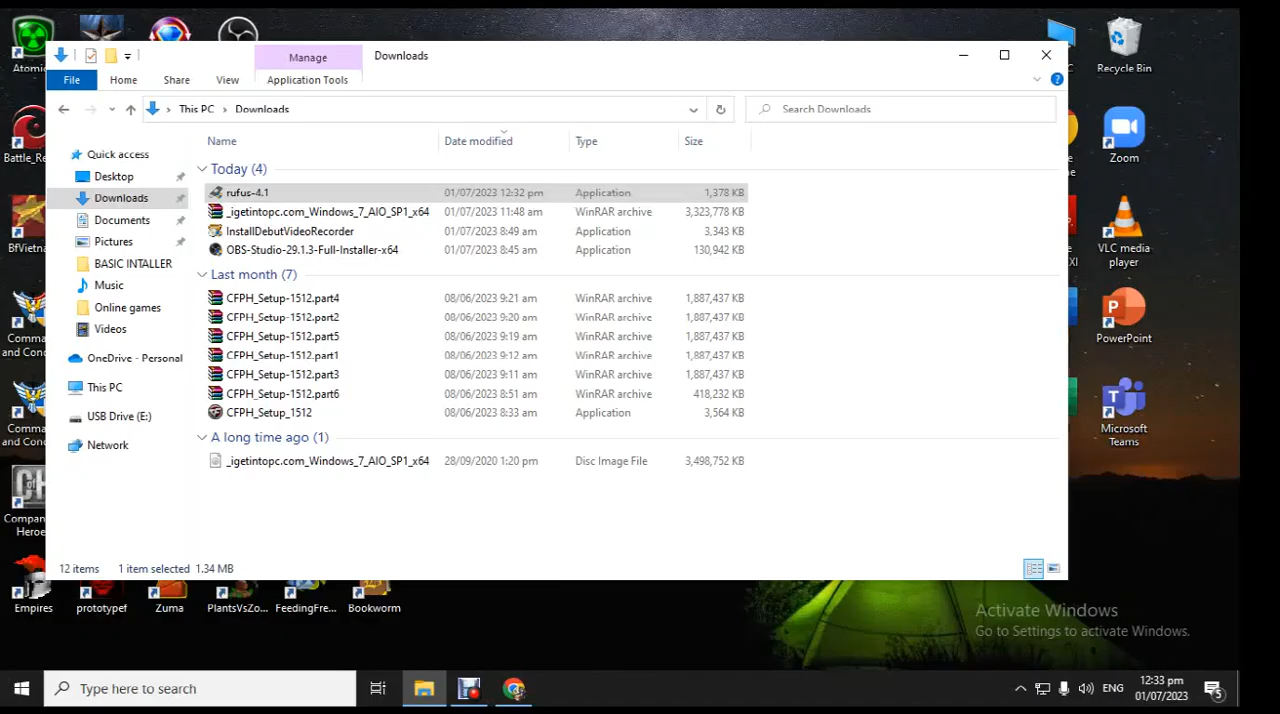 Manage
Downloads
File
Home
Share
View
Application Tools
This PC
Downloads
Search Downloads
Name
Date modified
Type
Size
Quick access
Desktop
Downloads
Documents
Pictures
BASIC INTALLER
Music
Online games
Videos
OneDrive - Personal
This PC
USB Drive (E:)
Network
Today (4)
rufus-4.1 01/07/2023 12:32 pm Application 1,378 KB
_igetintopc.com_Windows_7_AIO_SP1_x64 01/07/2023 11:48 am WinRAR archive 3,323,778 KB
InstallDebutVideoRecorder 01/07/2023 8:49 am Application 3,343 KB
OBS-Studio-29.1.3-Full-Installer-x64 01/07/2023 8:45 am Application 130,942 KB
Last month (7)
CFPH_Setup-1512.part4 08/06/2023 9:21 am WinRAR archive 1,887,437 KB
CFPH_Setup-1512.part2 08/06/2023 9:20 am WinRAR archive 1,887,437 KB
CFPH_Setup-1512.part5 08/06/2023 9:19 am WinRAR archive 1,887,437 KB
CFPH_Setup-1512.part1 08/06/2023 9:12 am WinRAR archive 1,887,437 KB
CFPH_Setup-1512.part3 08/06/2023 9:11 am WinRAR archive 1,887,437 KB
CFPH_Setup-1512.part6 08/06/2023 8:51 am WinRAR archive 418,232 KB
CFPH_Setup_1512 08/06/2023 8:33 am Application 3,564 KB
A long time ago (1)
_igetintopc.com_Windows_7_AIO_SP1_x64 28/09/2020 1:20 pm Disc Image File 3,498,752 KB
12 items
1 item selected
1.34 MB
Atomic
Battle_Re
BfVietna
Comma
and Conc
Comma
and Conc
Compan
Heroe
Empires
prototypef
Zuma
PlantsVsZo...
FeedingFre...
Bookworm
Recycle Bin
Zoom
VLC media
player
PowerPoint
Microsoft
Teams
Activate Windows
Go to Settings to activate Windows.
Type here to search
ENG
12:33 pm
01/07/2023
5